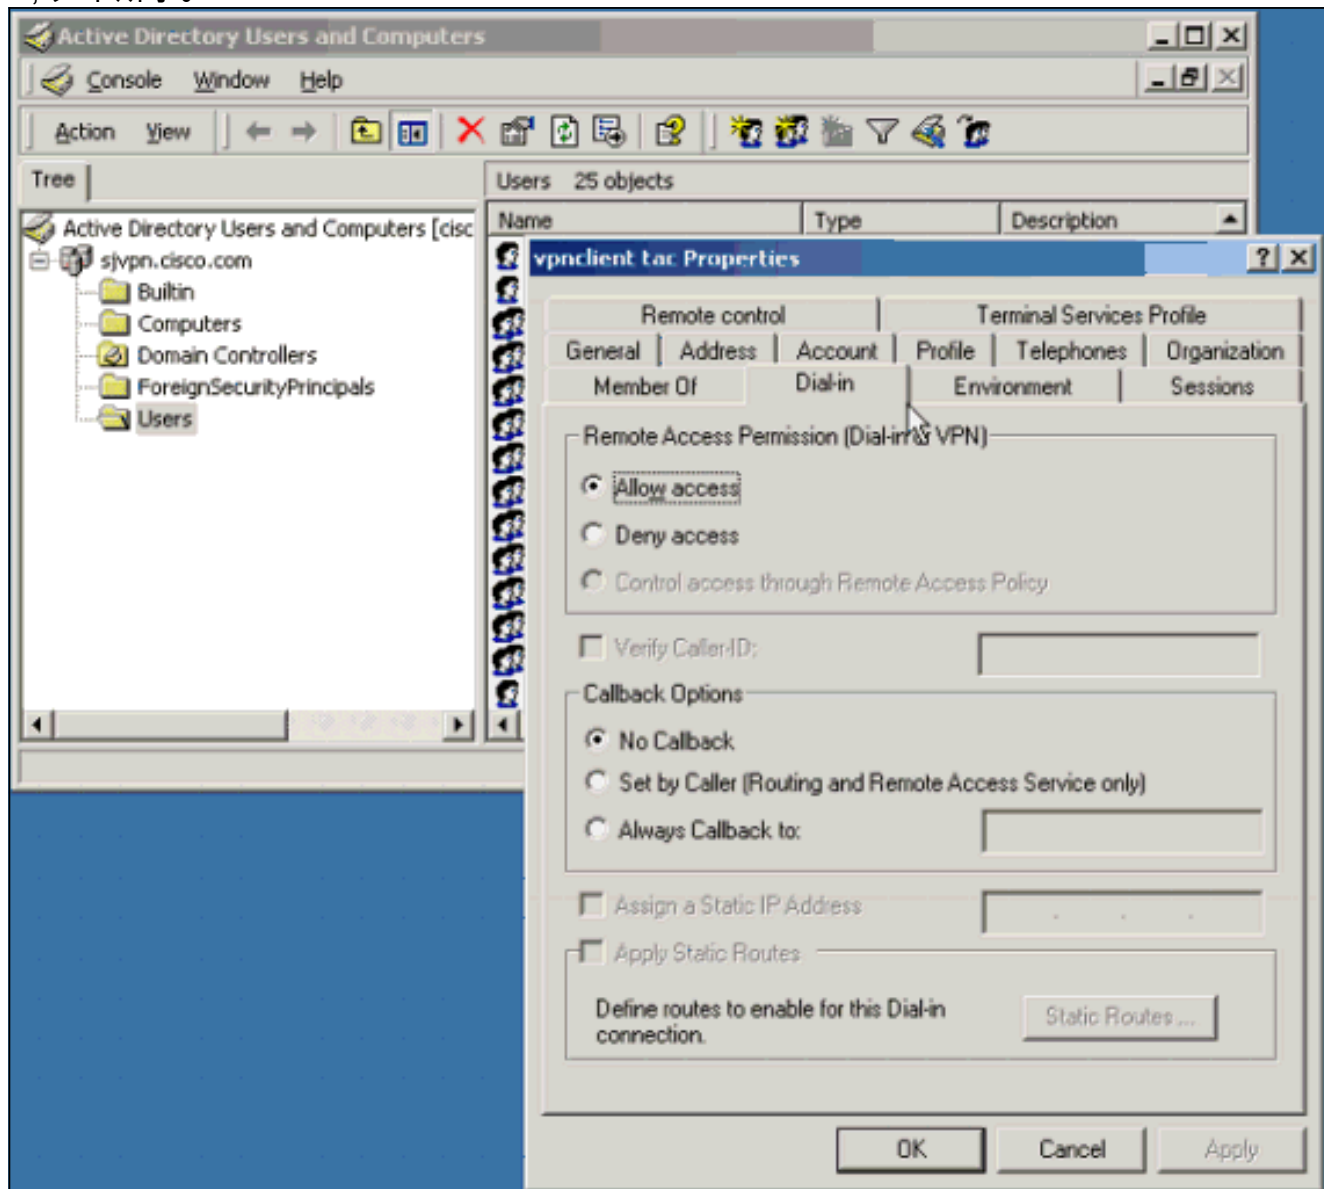 Active Directory Users and Computers
Console Window Help
Action View
Tree
Users 25 objects
Active Directory Users and Computers [cisc
Name Type Description
sjvpn.cisco.com
Builtin
Computers
Domain Controllers
ForeignSecurityPrincipals
Users
vpnclient tac Properties
Remote control Terminal Services Profile
General Address Account Profile Telephones Organization
Member Of Dial-in Environment Sessions
Remote Access Permission (Dial-in & VPN)
Allow access
Deny access
Control access through Remote Access Policy
Verify Caller-ID:
Callback Options
No Callback
Set by Caller (Routing and Remote Access Service only)
Always Callback to:
Assign a Static IP Address
Apply Static Routes
Define routes to enable for this Dial-in
connection.
Static Routes ...
OK Cancel Apply